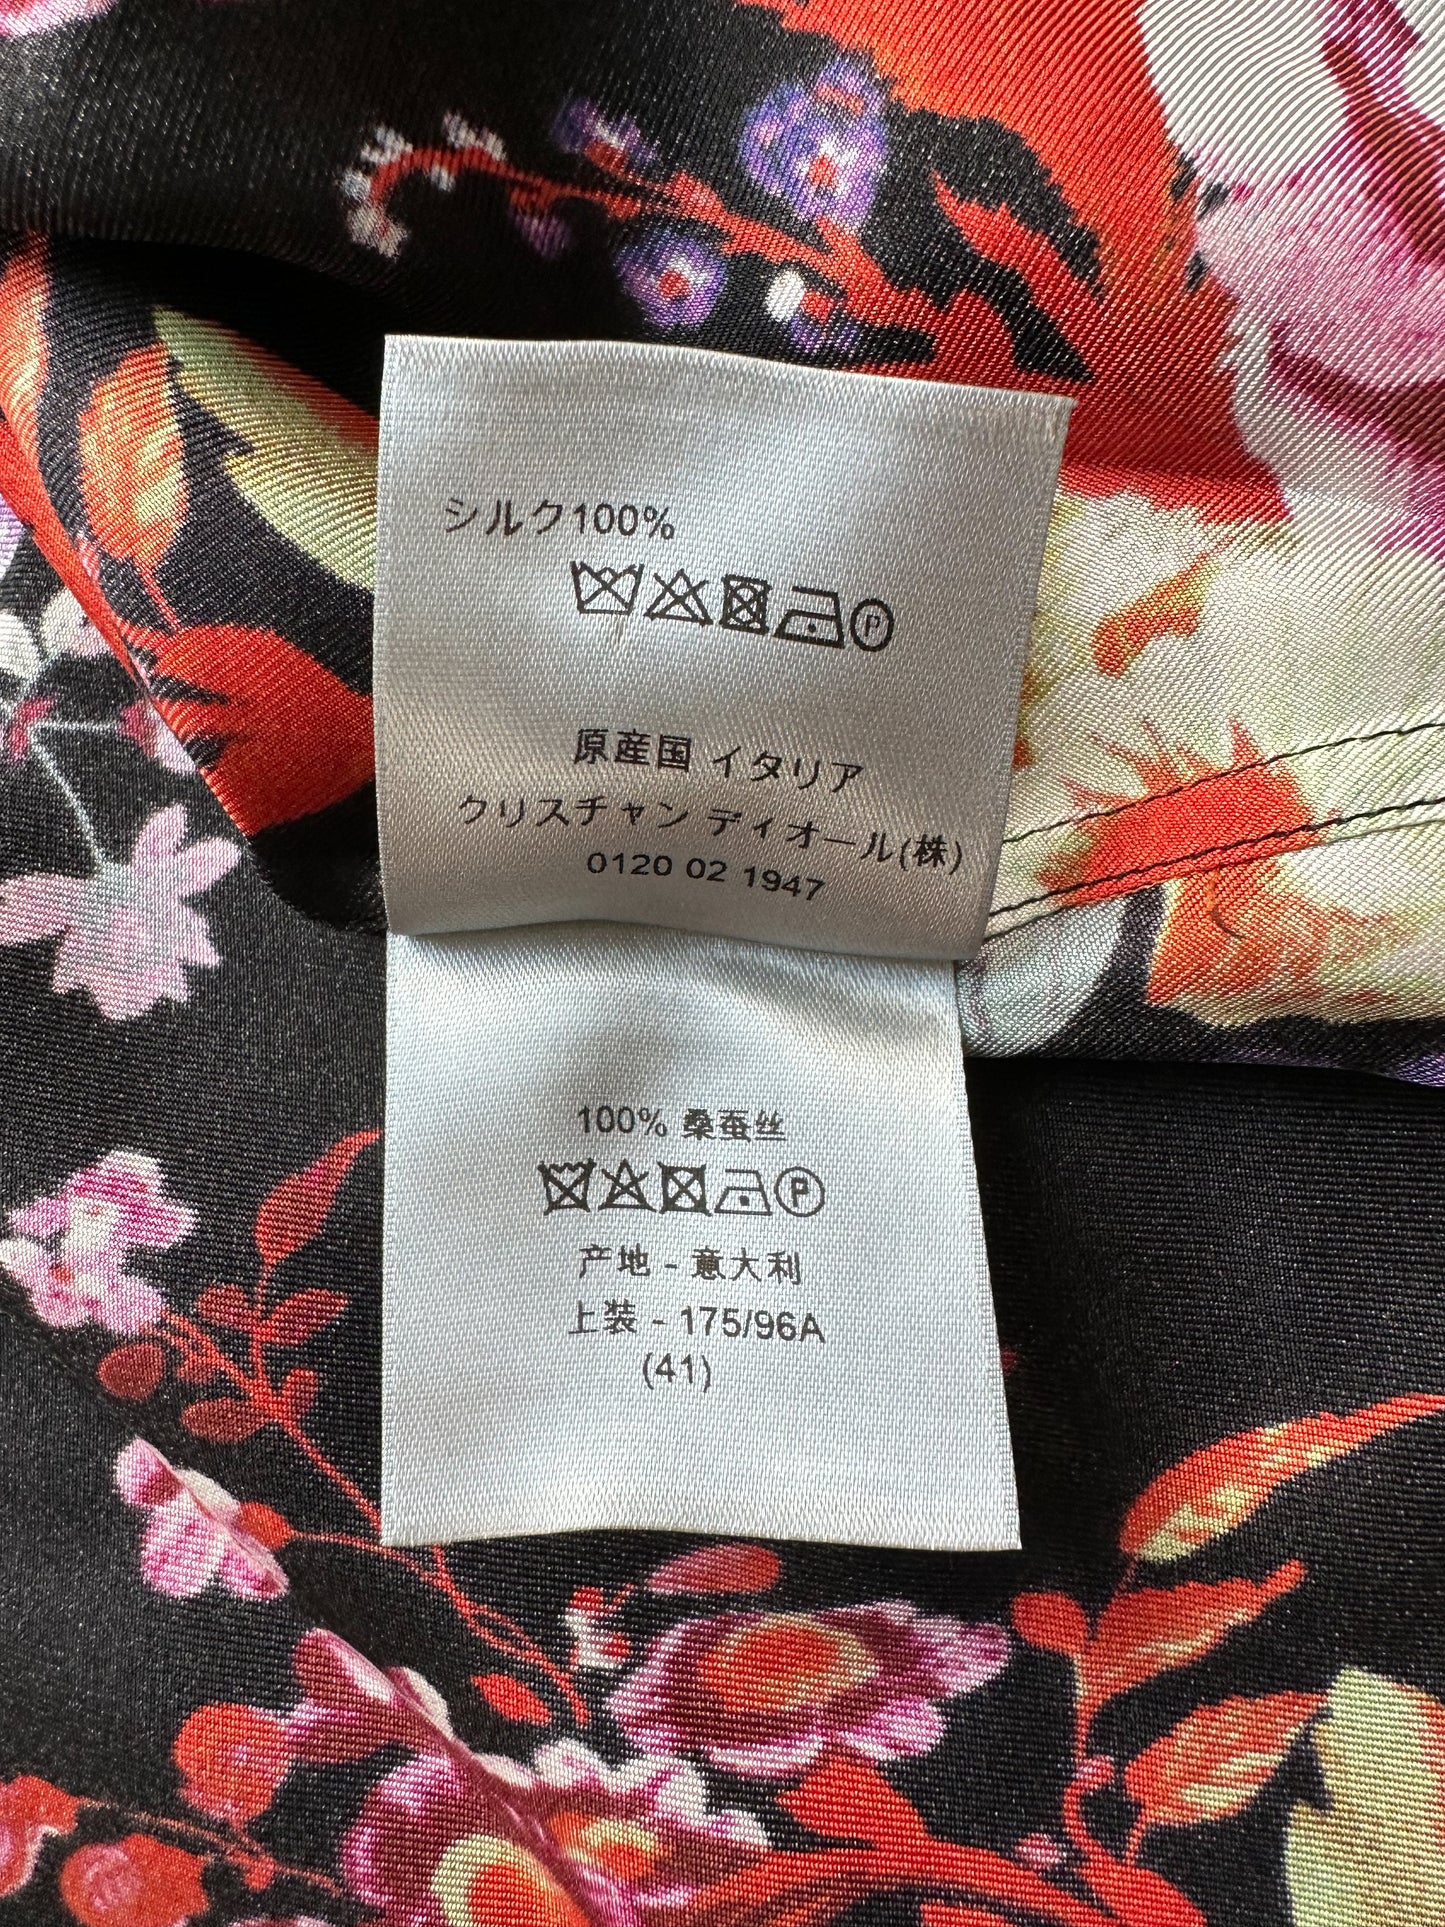 シルク100%
P
原産国 イタリア
クリスチャン ディオール(株)
0120 02 1947
100% 桑蚕丝
P
产地 - 意大利
上装 - 175/96A
(41)